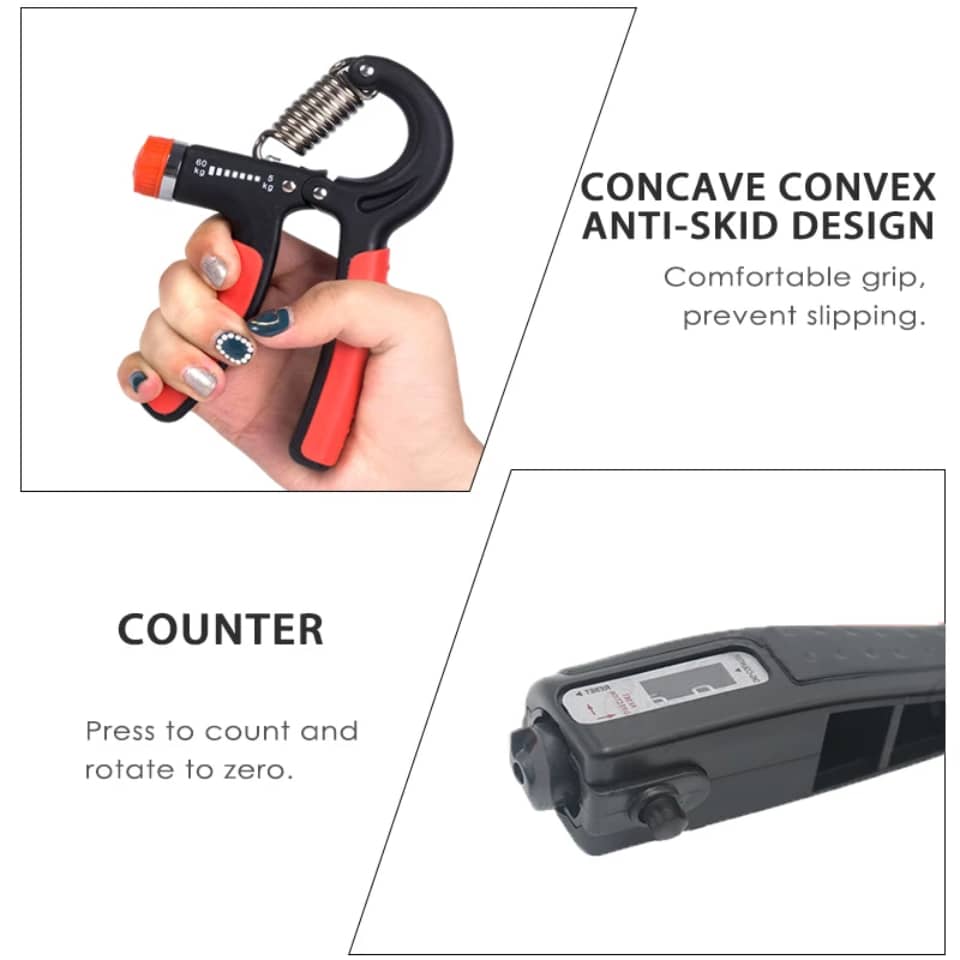 60
kg
5
kg
CONCAVE CONVEX
ANTI-SKID DESIGN
Comfortable grip,
prevent slipping.
COUNTER
Press to count and
rotate to zero.
RESET